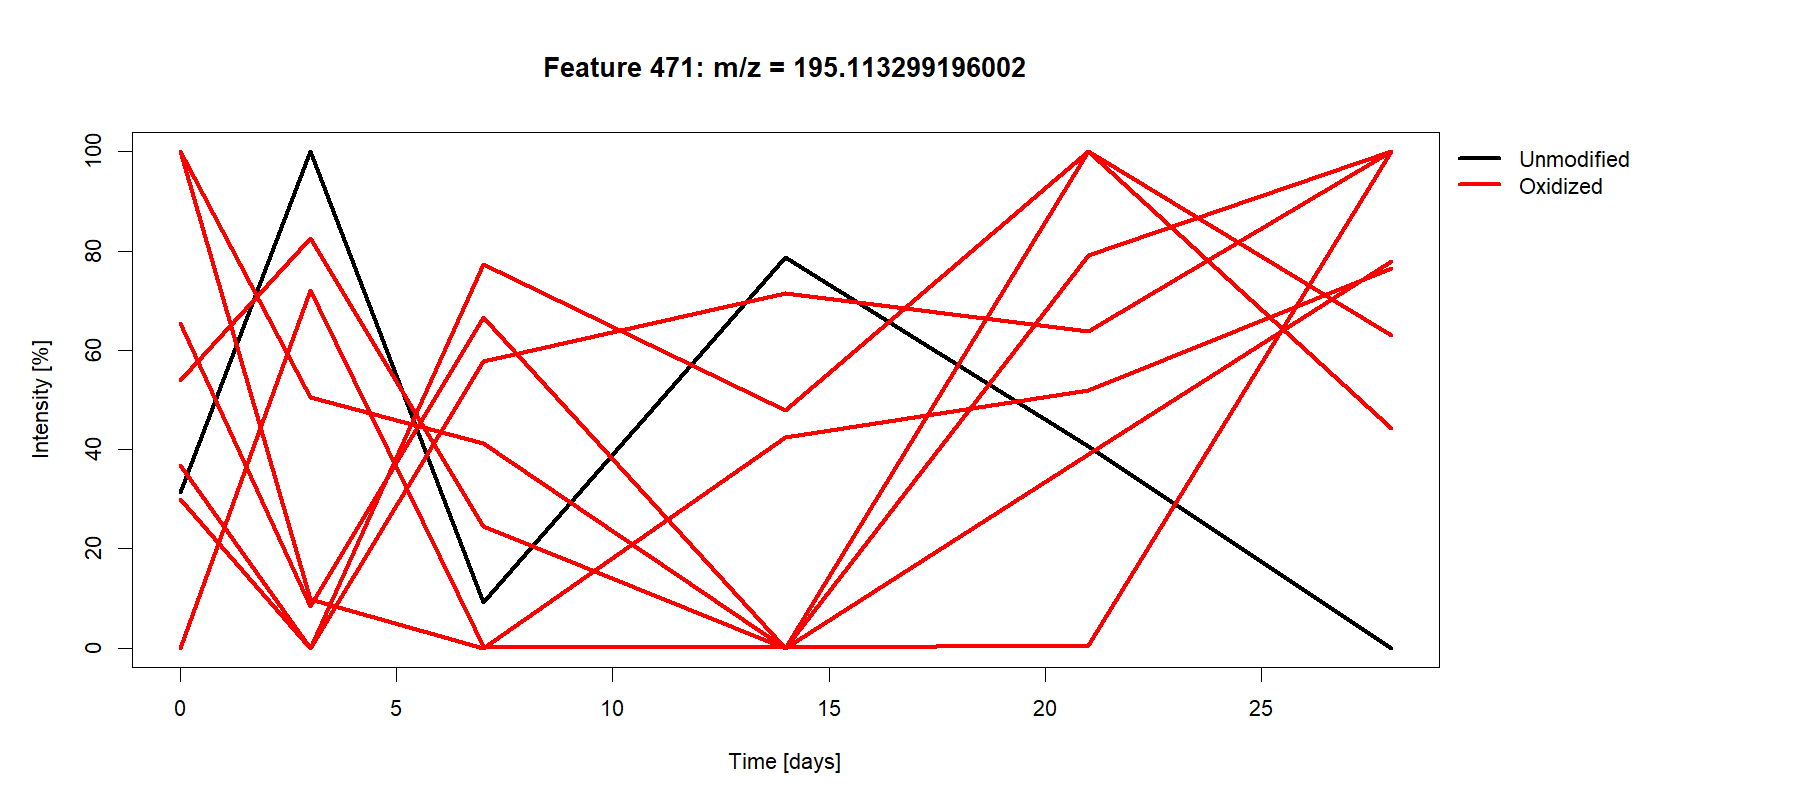 Feature 471: m/z = 195.113299196002
Unmodified
Oxidized
Intensity [%]
100
80
60
40
20
0
0 5 10 15 20 25
Time [days]